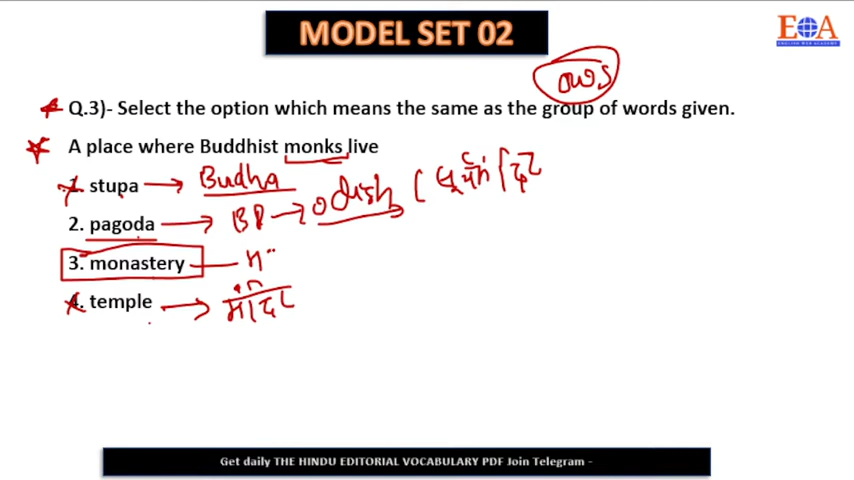 MODEL SET 02
EOA
ENGLISH WEB ACADEMY
OWS
Q.3)- Select the option which means the same as the group of words given.
A place where Buddhist monks live
1. stupa → Budha
2. pagoda → BP → odish
3. monastery
4. temple →
Get daily THE HINDU EDITORIAL VOCABULARY PDF Join Telegram -